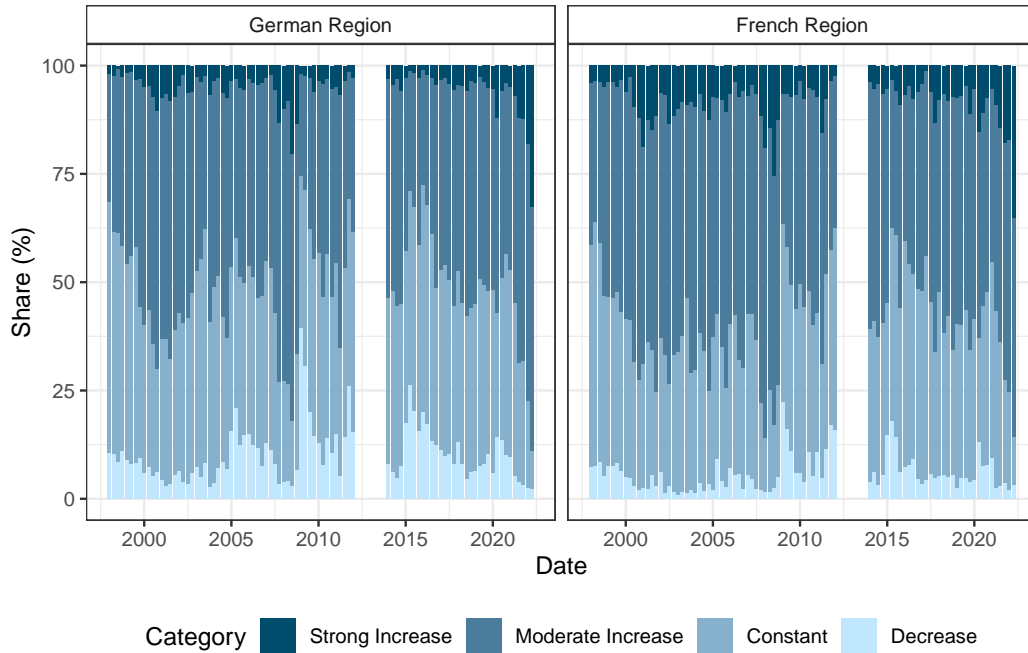 German Region French Region
100
75
50
25
0
Share (%)
2000 2005 2010 2015 2020 2000 2005 2010 2015 2020
Date
Category Strong Increase Moderate Increase Constant Decrease